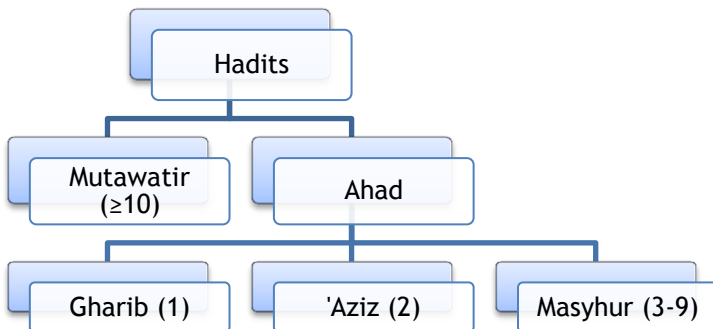 Hadits
Mutawatir
(≥10)
Ahad
Gharib (1)
'Aziz (2)
Masyhur (3-9)